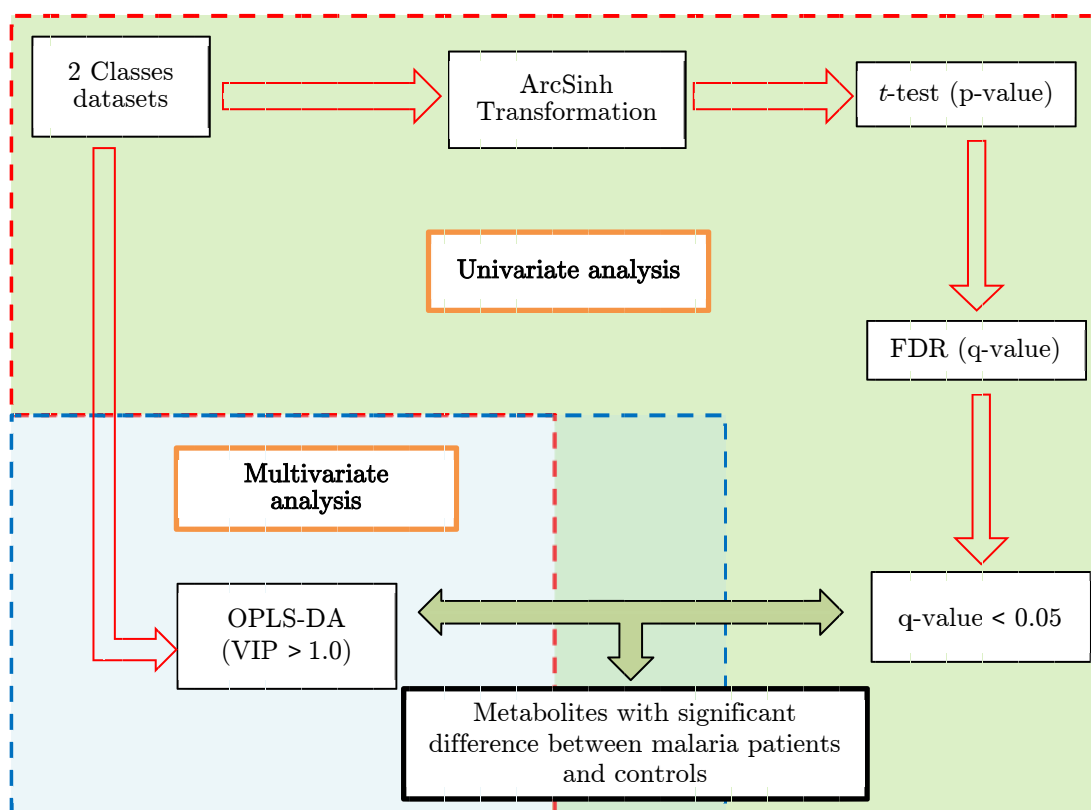 2 Classes
datasets
ArcSinh
Transformation
t-test (p-value)
Univariate analysis
FDR (q-value)
Multivariate
analysis
OPLS-DA
(VIP > 1.0)
q-value < 0.05
Metabolites with significant
difference between malaria patients
and controls